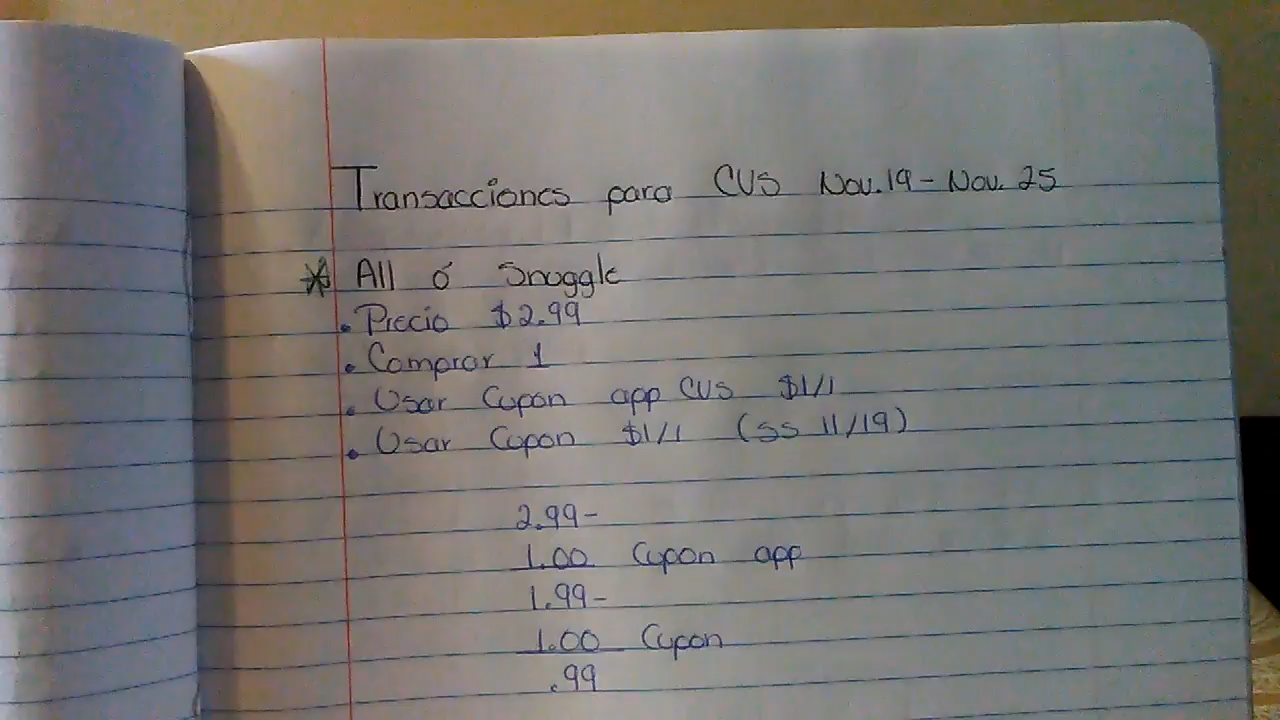 Transacciones para CVS Nov. 19 - Nov. 25
* All ó Snuggle
• Precio $2.99
• Comprar 1
• Usar Cupon app CVS $1/1
• Usar Cupon $1/1 (SS 11/19)
2.99-
1.00 Cupon app
1.99-
1.00 Cupon
.99